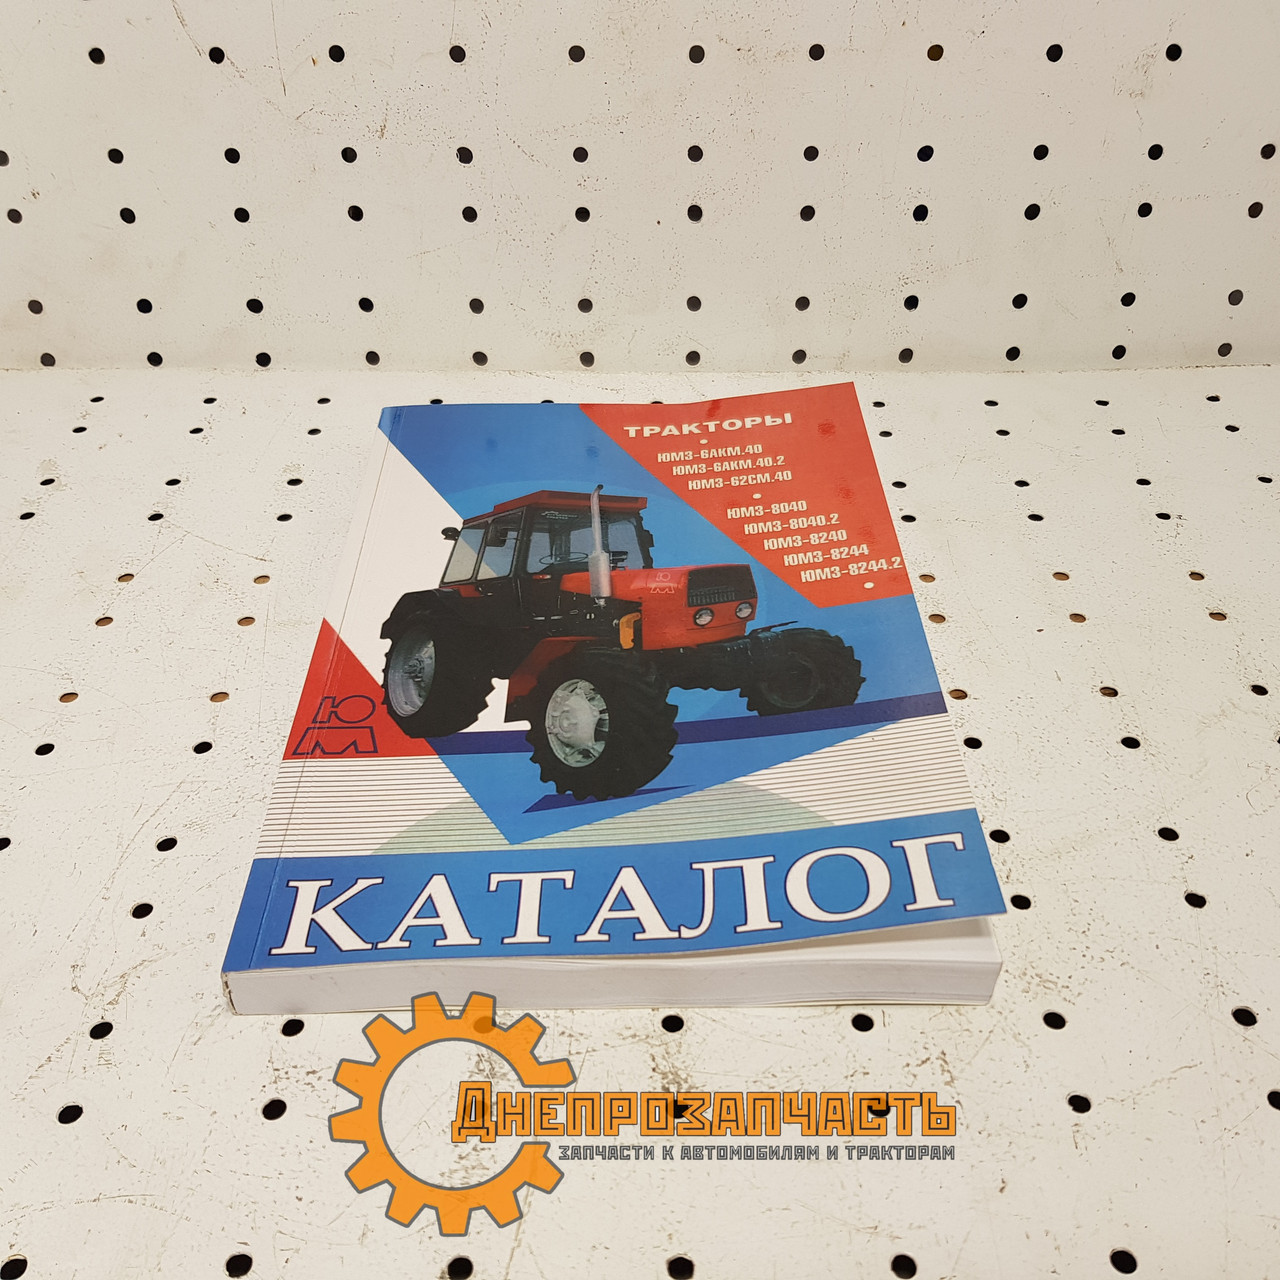 ТРАКТОРЫ
ЮМЗ-6АКМ.40
ЮМЗ-6АКМ.40.2
ЮМЗ-62СМ.40
ЮМЗ-8040
ЮМЗ-8040.2
ЮМЗ-8240
ЮМЗ-8244
ЮМЗ-8244.2
Ю
М
Ю
М
КАТАЛОГ
ДНЕПРОЗАПЧАСТЬ
ЗАПЧАСТИ К АВТОМОБИЛЯМ И ТРАКТОРАМ